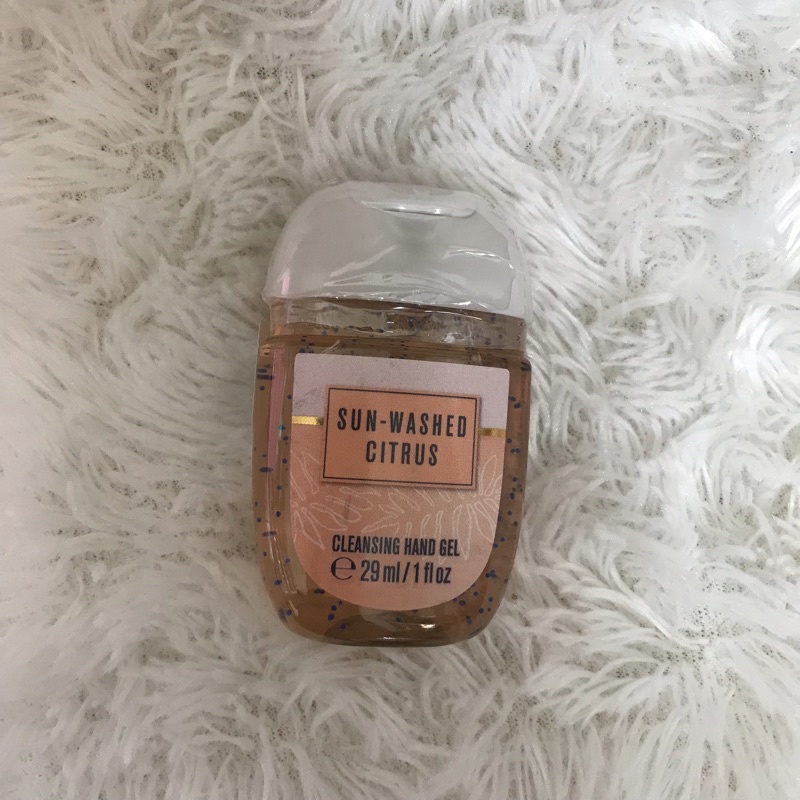 SUN-WASHED
CITRUS
CLEANSING HAND GEL
℮ 29 ml / 1 fl oz